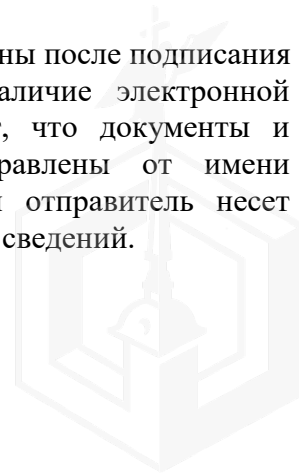 ны после подписания
аличие электронной
, что документы и
равлены от имени
отправитель несет
сведений.